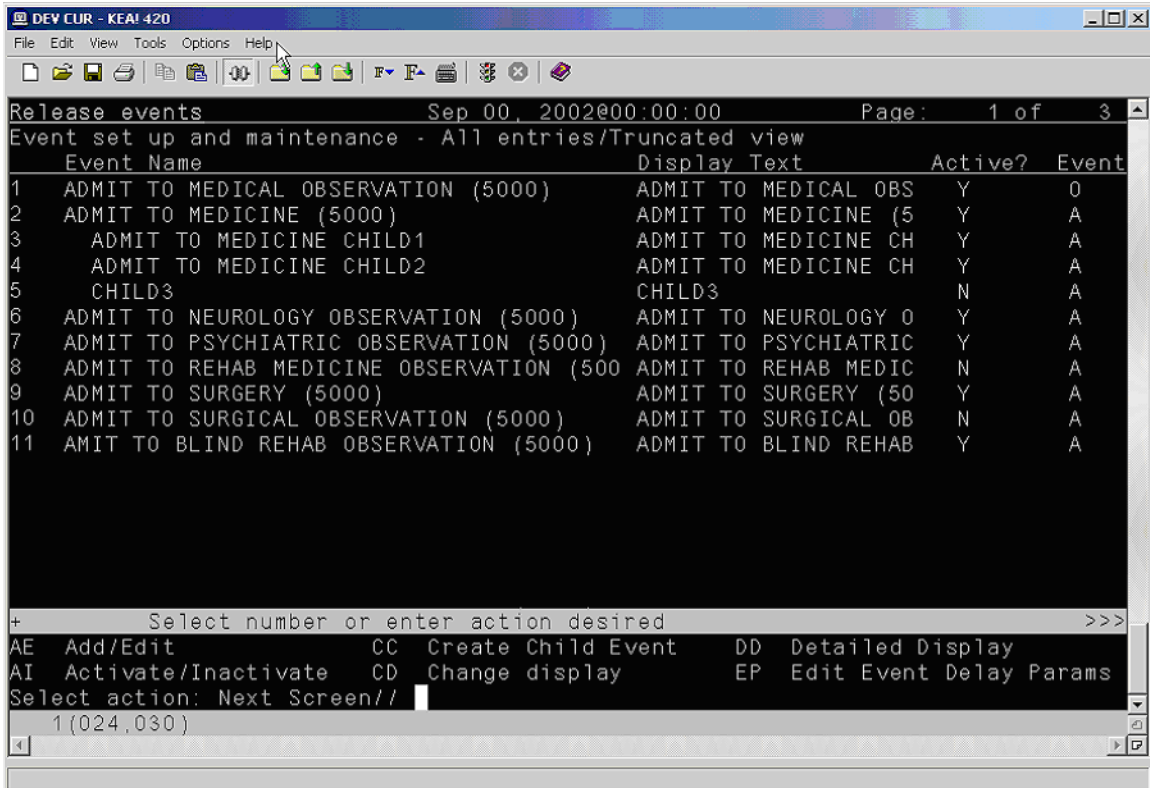 DEV CUR - KEA! 420
File Edit View Tools Options Help
Release events Sep 00, 2002@00:00:00 Page: 1 of 3
Event set up and maintenance - All entries/Truncated view
Event Name Display Text Active? Event
1 ADMIT TO MEDICAL OBSERVATION (5000) ADMIT TO MEDICAL OBS Y O
2 ADMIT TO MEDICINE (5000) ADMIT TO MEDICINE (5 Y A
3 ADMIT TO MEDICINE CHILD1 ADMIT TO MEDICINE CH Y A
4 ADMIT TO MEDICINE CHILD2 ADMIT TO MEDICINE CH Y A
5 CHILD3 CHILD3 N A
6 ADMIT TO NEUROLOGY OBSERVATION (5000) ADMIT TO NEUROLOGY O Y A
7 ADMIT TO PSYCHIATRIC OBSERVATION (5000) ADMIT TO PSYCHIATRIC Y A
8 ADMIT TO REHAB MEDICINE OBSERVATION (500 ADMIT TO REHAB MEDIC N A
9 ADMIT TO SURGERY (5000) ADMIT TO SURGERY (50 Y A
10 ADMIT TO SURGICAL OBSERVATION (5000) ADMIT TO SURGICAL OB N A
11 AMIT TO BLIND REHAB OBSERVATION (5000) ADMIT TO BLIND REHAB Y A
+ Select number or enter action desired >>>
AE Add/Edit CC Create Child Event DD Detailed Display
AI Activate/Inactivate CD Change display EP Edit Event Delay Params
Select action: Next Screen//
1(024,030)